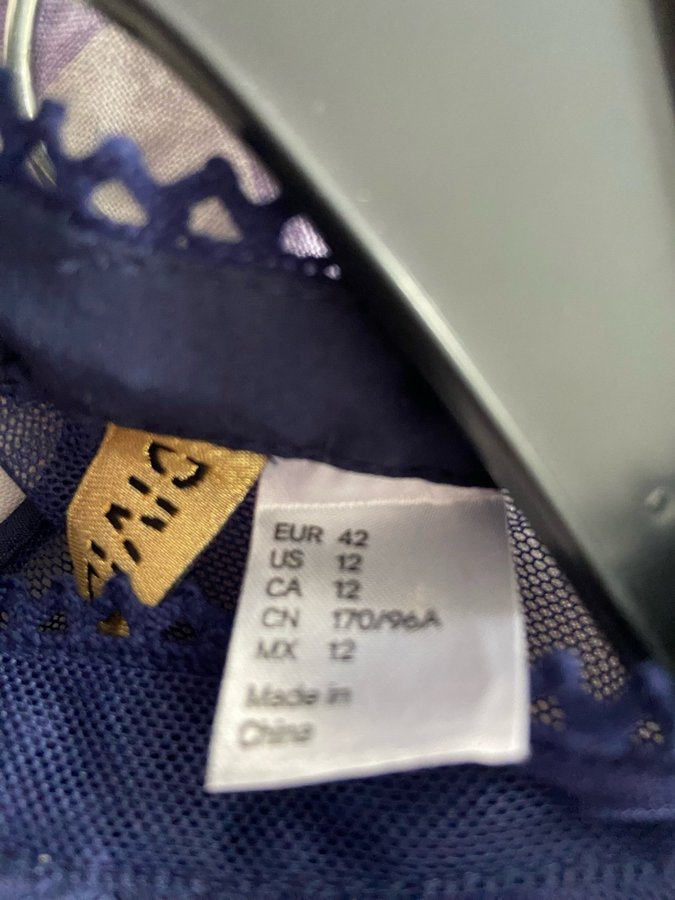 EUR 42
US 12
CA 12
CN 170/96A
MX 12
Made in
China